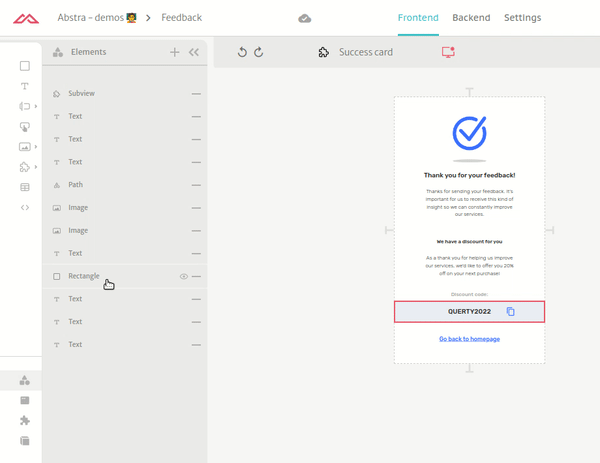 Abstra – demos
Feedback
Frontend
Backend
Settings
Elements
Success card
Subview
Text
Text
Text
Path
Image
Image
Text
Rectangle
Text
Text
Text
Thank you for your feedback!
Thanks for sending your feedback. It's
important for us to receive this kind of
insight so we can constantly improve
our services.
We have a discount for you
As a thank you for helping us improve
our services, we'd like to offer you 20%
off on your next purchase!
Discount code:
QUERTY2022
Go back to homepage